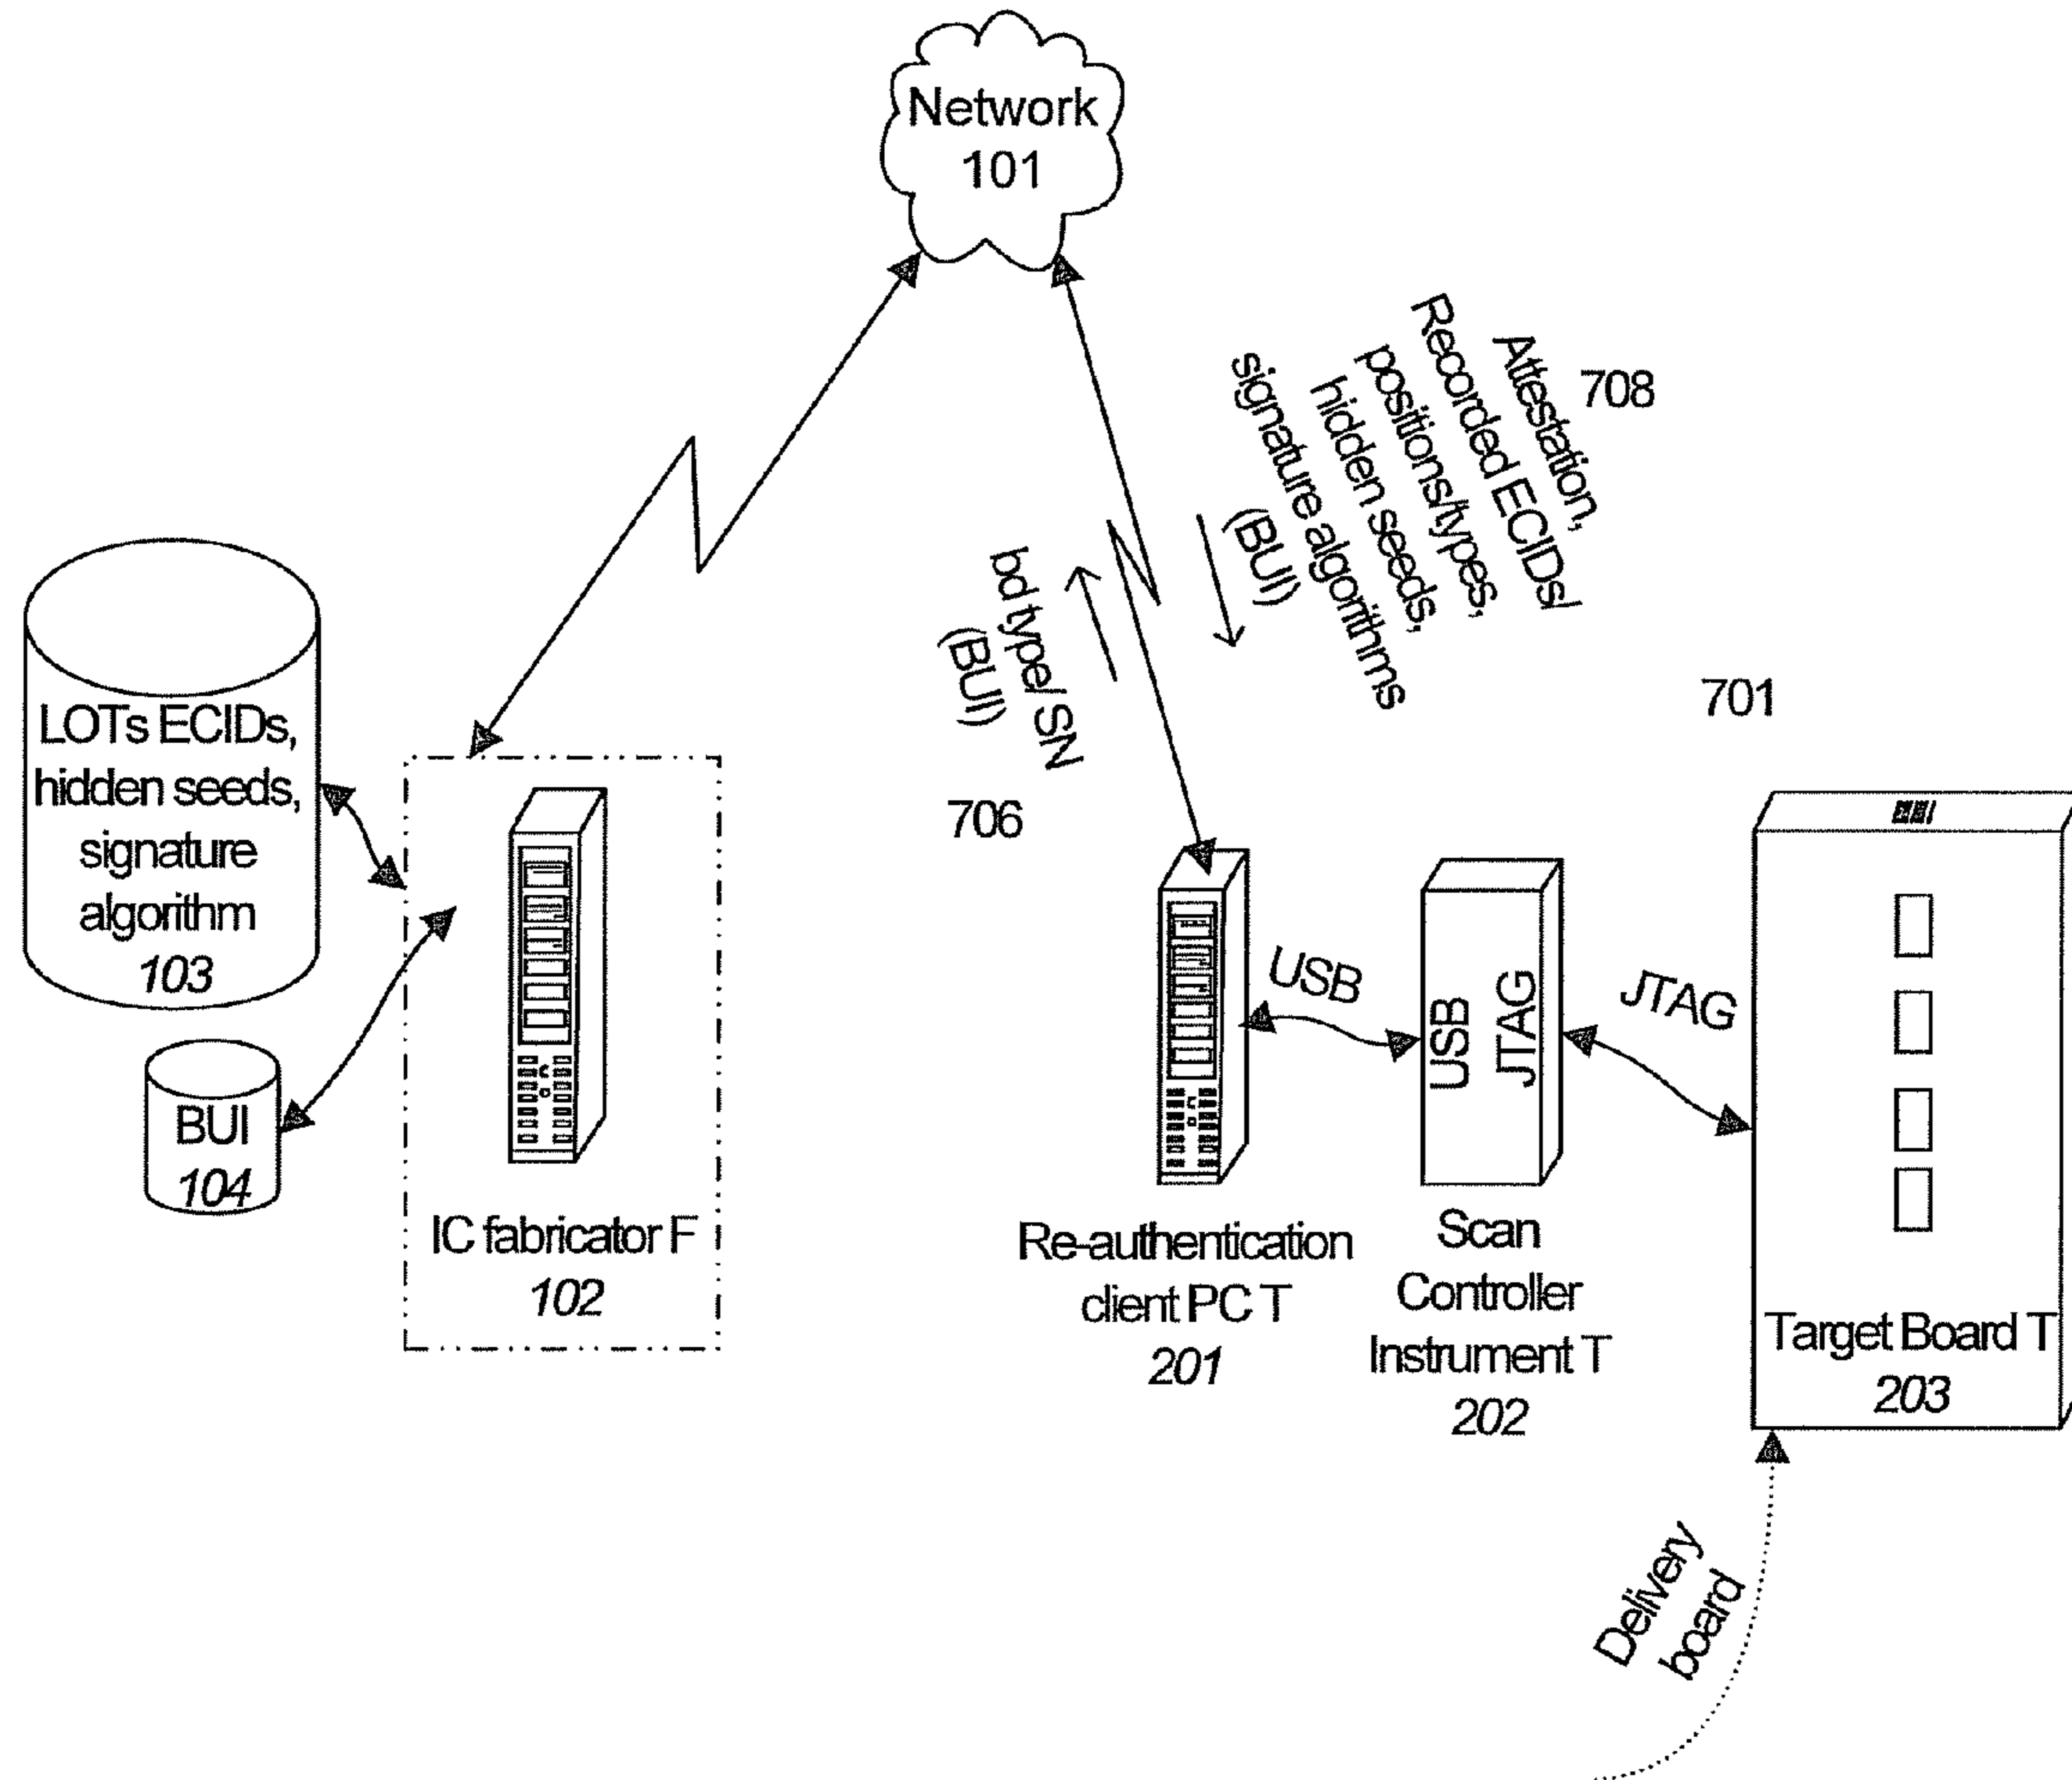 Network
101
Attestation,
Recorded ECIDs/
positions/types,
hidden seeds,
signature algorithms
(BUI)
708
bd type/ SN
(BUI)
701
706
LOTs ECIDs,
hidden seeds,
signature
algorithm
103
BUI
104
IC fabricator F
102
USB
USB
JTAG
JTAG
Re-authentication
client PC T
201
Scan
Controller
Instrument T
202
Target Board T
203
Delivery
board